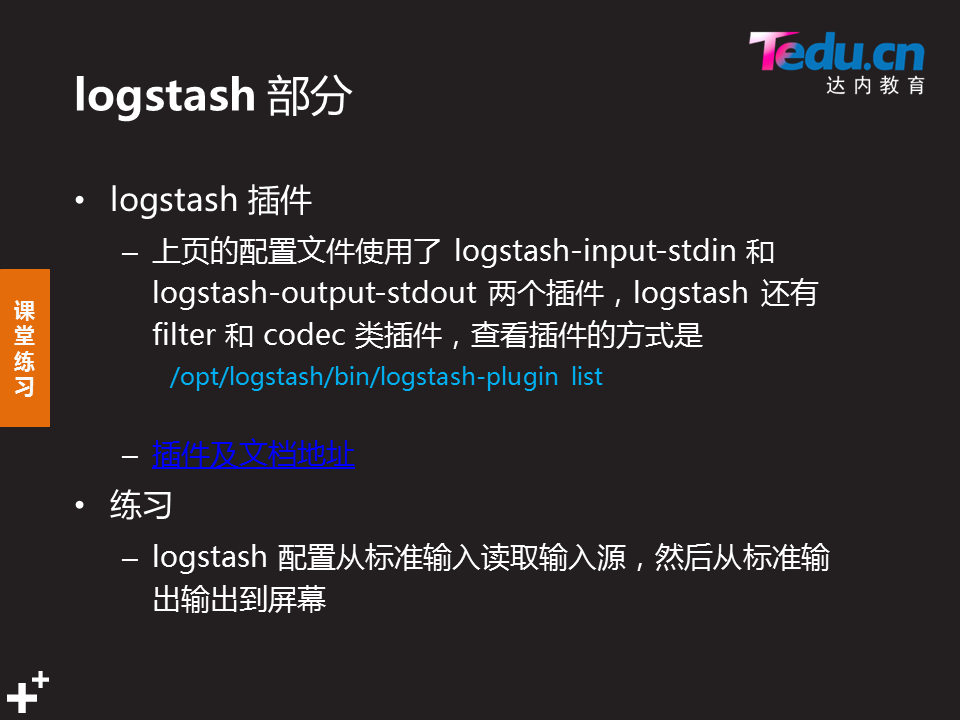 Tedu.cn
达内教育
logstash 部分
• logstash 插件
– 上页的配置文件使用了 logstash-input-stdin 和
logstash-output-stdout 两个插件，logstash 还有
filter 和 codec 类插件，查看插件的方式是
/opt/logstash/bin/logstash-plugin list
课堂练习
– 插件及文档地址
• 练习
– logstash 配置从标准输入读取输入源，然后从标准输
出输出到屏幕